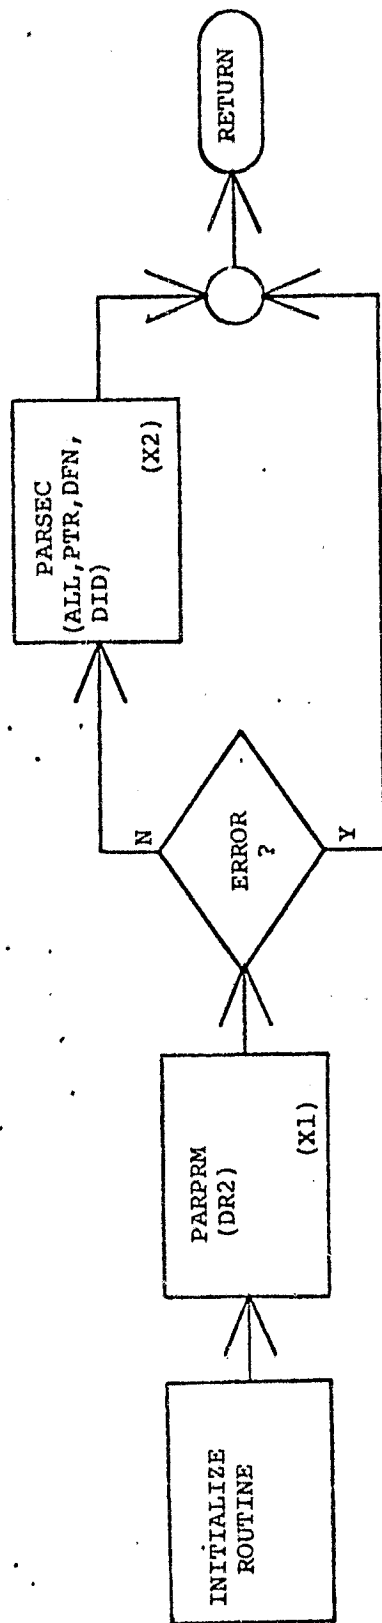 INITIALIZE
ROUTINE
PARPRM
(DR2)
(X1)
ERROR
?
N
Y
PARSEC
(ALL,PTR,DFN,
DID)
(X2)
RETURN